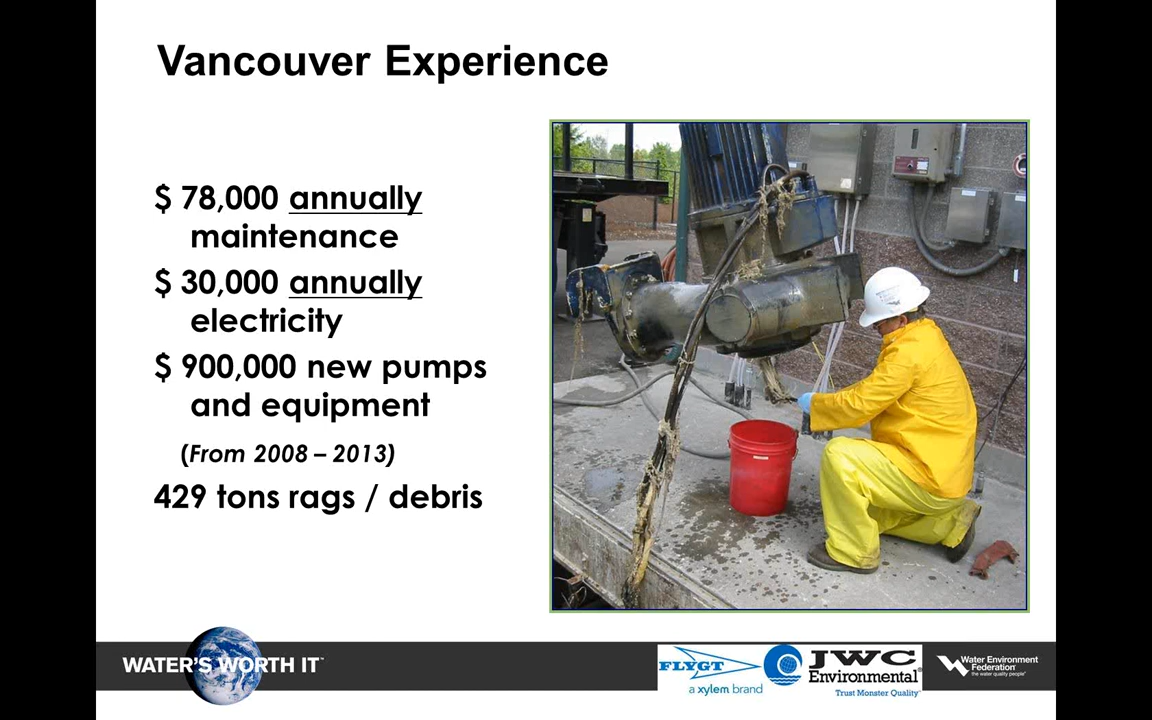 Vancouver Experience
$ 78,000 annually
maintenance
$ 30,000 annually
electricity
$ 900,000 new pumps
and equipment
(From 2008 – 2013)
429 tons rags / debris
WATER'S WORTH IT™
FLYGT
a xylem brand
JWC
Environmental®
Trust Monster Quality™
Water Environment
Federation®
the water quality people®